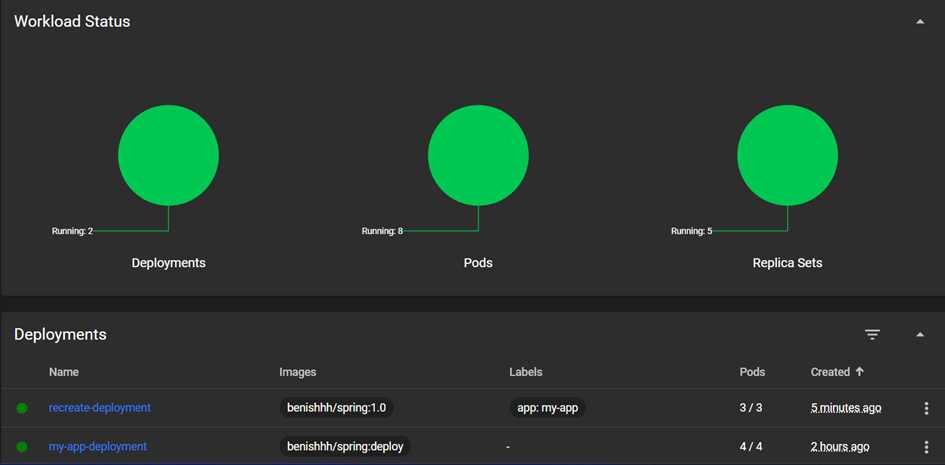 Workload Status
Running: 2 Running: 8 Running: 5
Deployments Pods Replica Sets
Deployments
Name Images Labels Pods Created
recreate-deployment benishhh/spring:1.0 app: my-app 3 / 3 5 minutes ago
my-app-deployment benishhh/spring:deploy - 4 / 4 2 hours ago